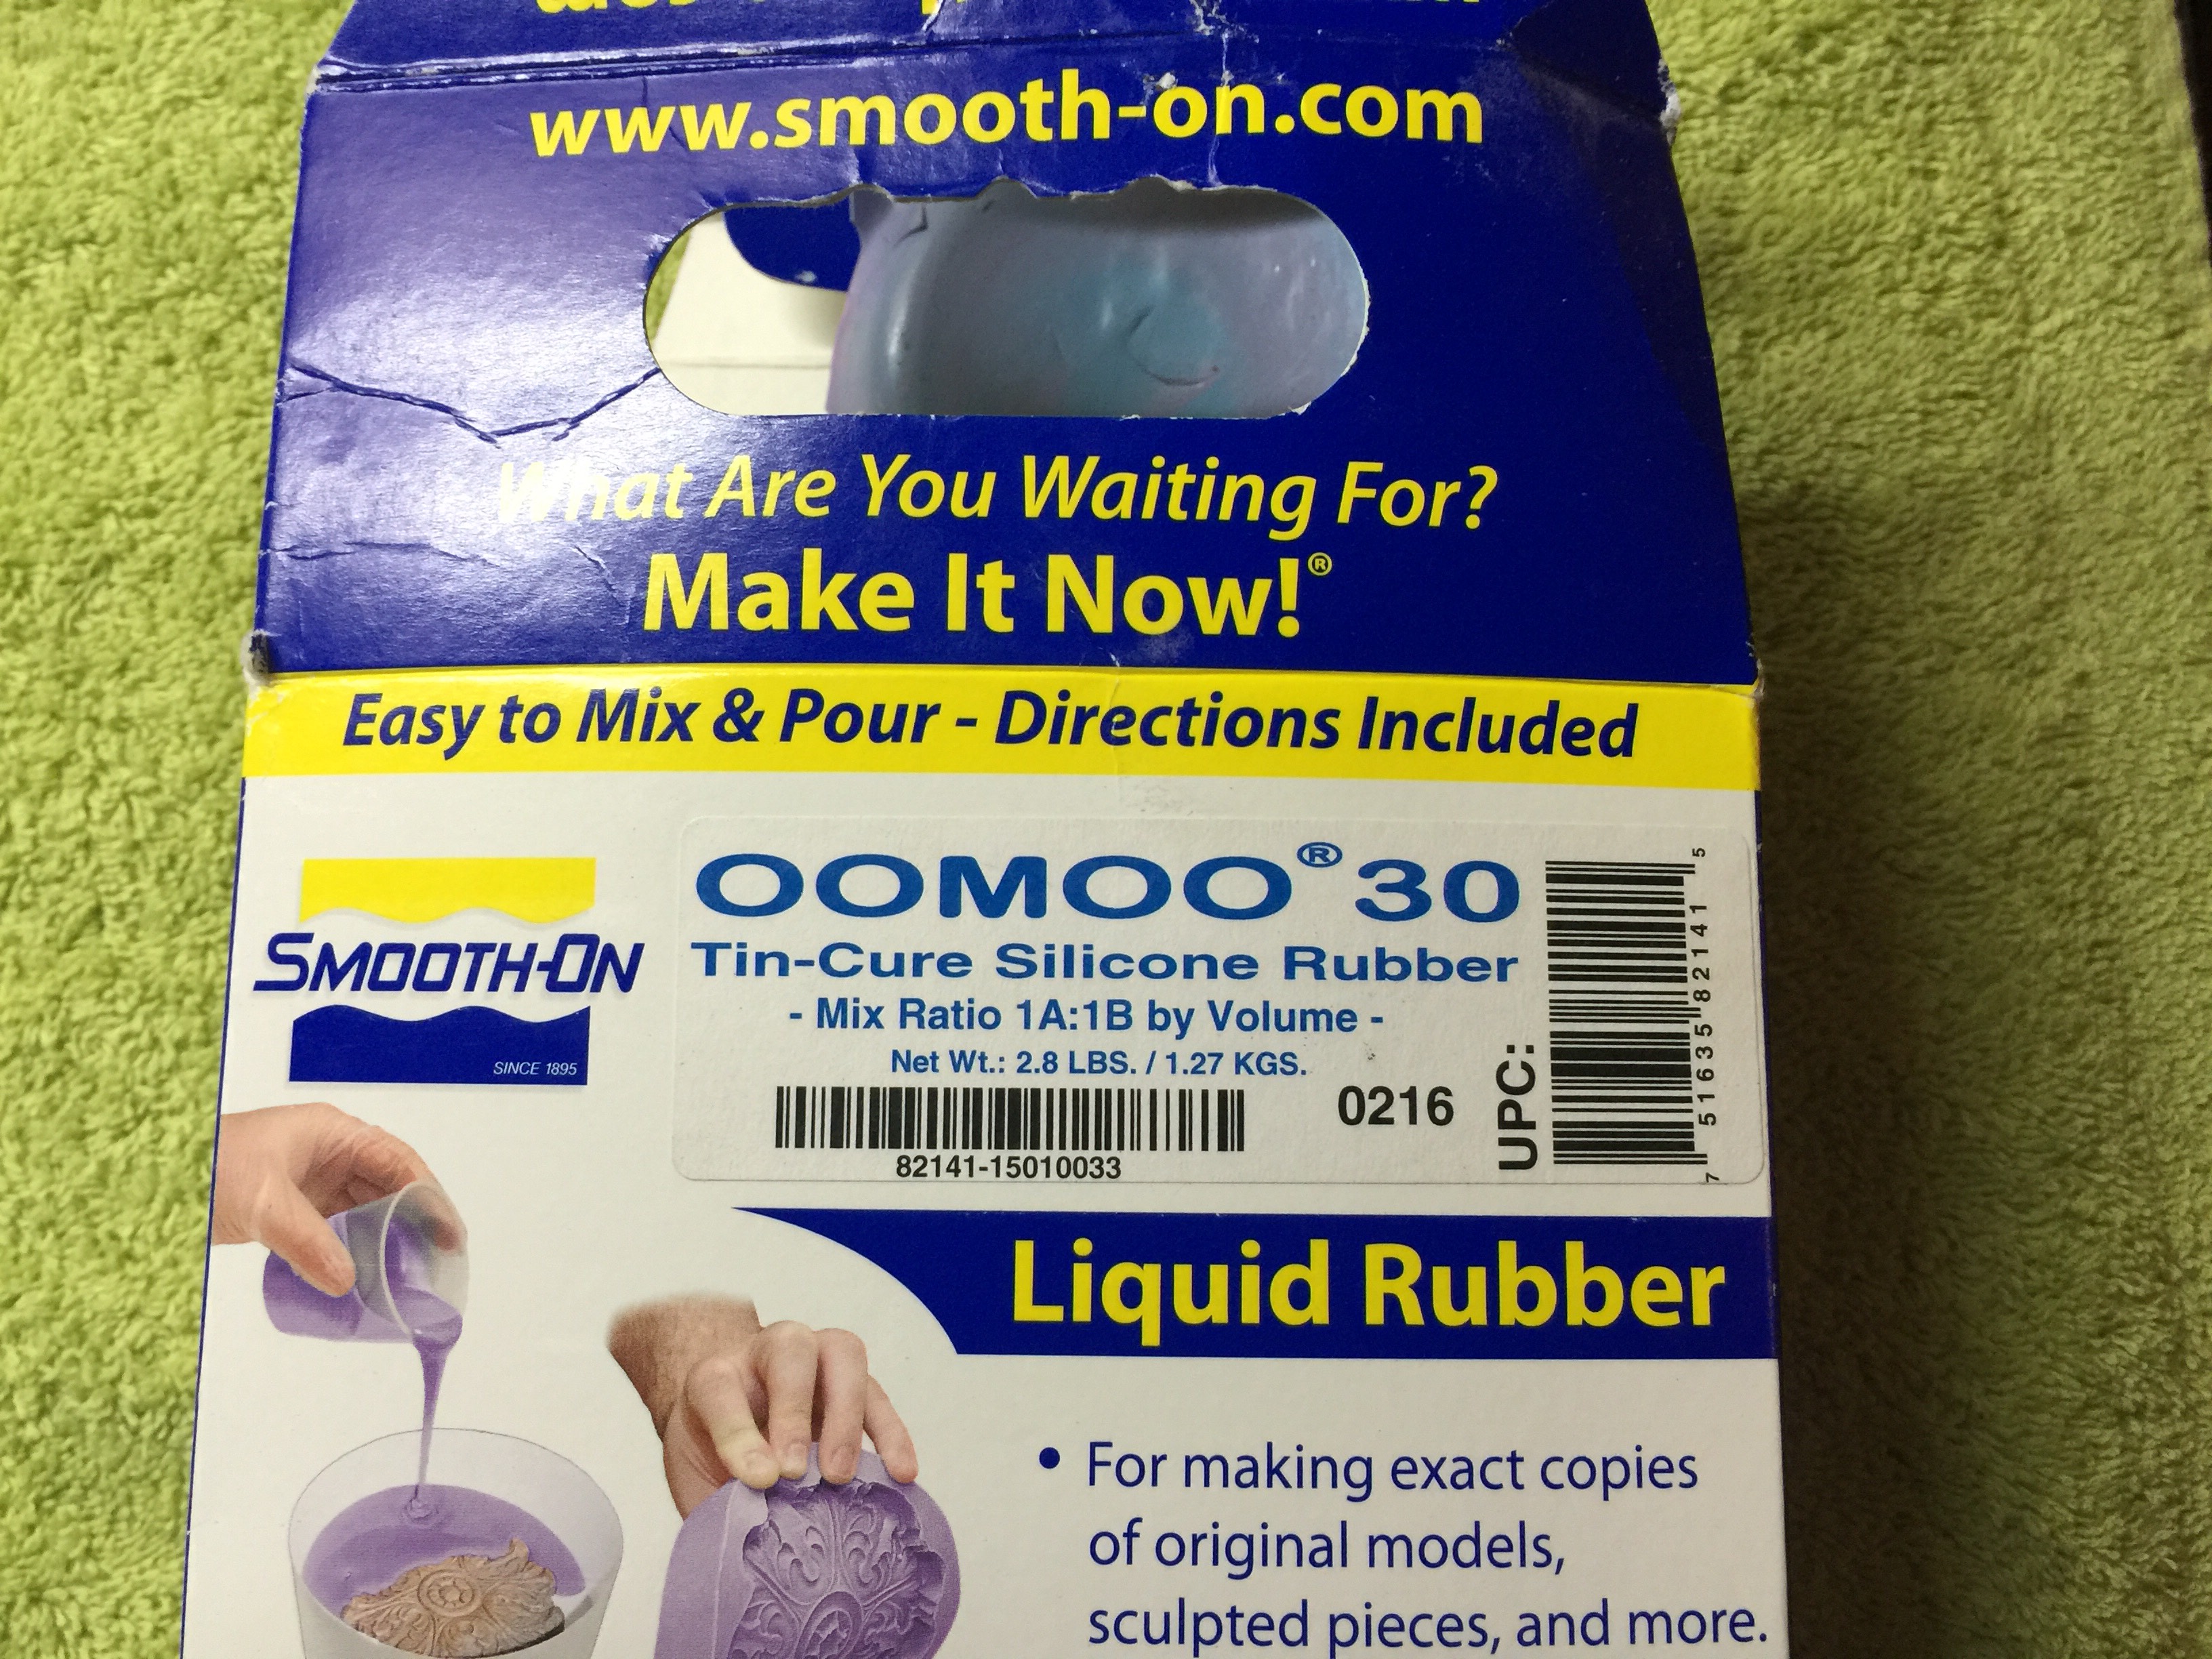 www.smooth-on.com
What Are You Waiting For?
Make It Now!®
Easy to Mix & Pour - Directions Included
SMOOTH-ON
SINCE 1895
OOMOO® 30
Tin-Cure Silicone Rubber
- Mix Ratio 1A:1B by Volume -
Net Wt.: 2.8 LBS. / 1.27 KGS.
0216
82141-15010033
UPC:
7 51635 82141 5
Liquid Rubber
• For making exact copies
of original models,
sculpted pieces, and more.